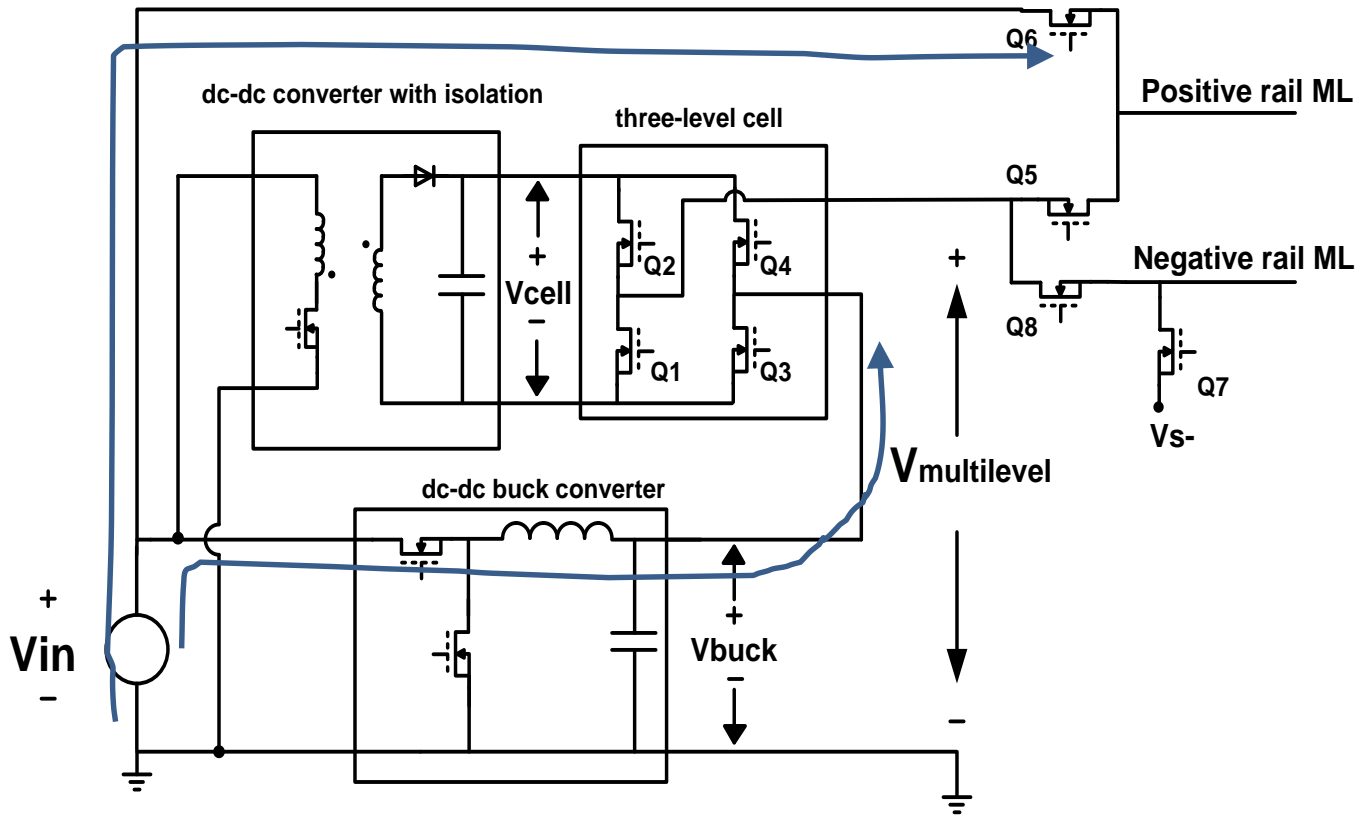 Q6
dc-dc converter with isolation
Positive rail ML
three-level cell
Q5
+
Vcell
−
Q2
Q4
+
Negative rail ML
Q8
Q1
Q3
Q7
Vs-
Vmultilevel
dc-dc buck converter
+
Vin
−
+
Vbuck
−
−